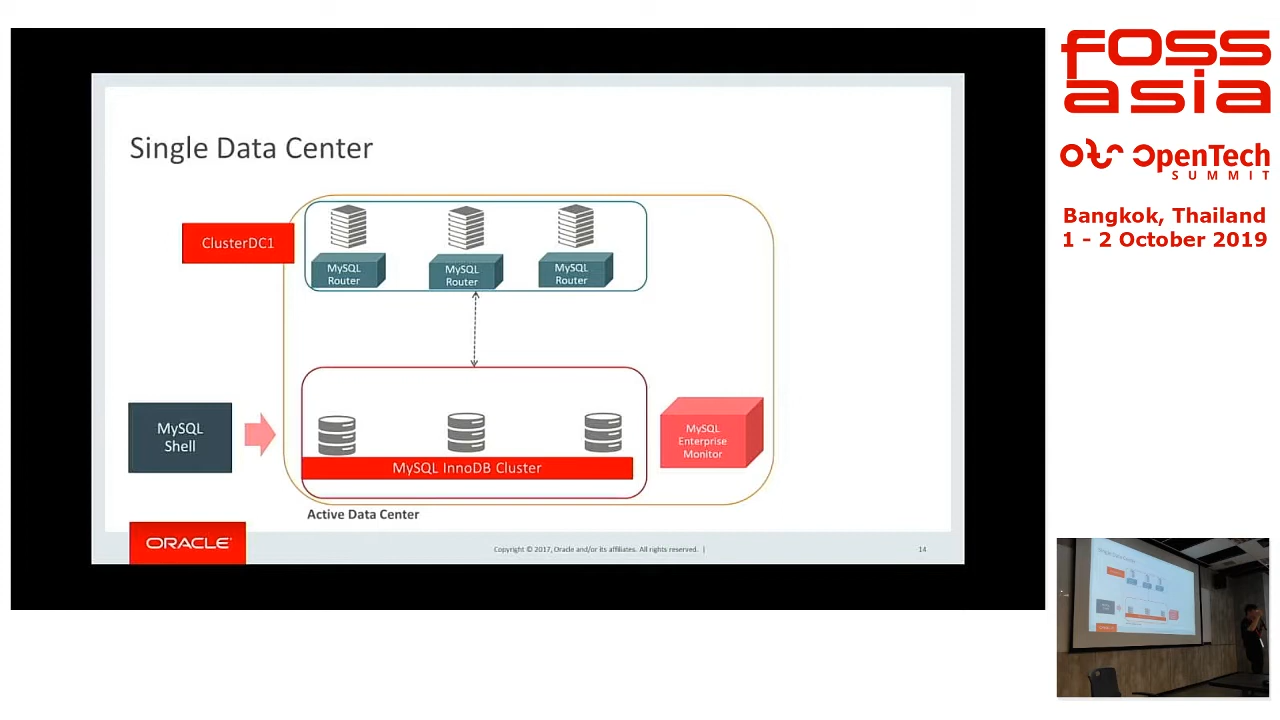 Single Data Center
ClusterDC1
MySQL
Router
MySQL
Router
MySQL
Router
MySQL
Shell
MySQL InnoDB Cluster
MySQL
Enterprise
Monitor
Active Data Center
ORACLE
Copyright © 2017, Oracle and/or its affiliates. All rights reserved. |
14
foss
asia
OpenTech
SUMMIT
Bangkok, Thailand
1 - 2 October 2019